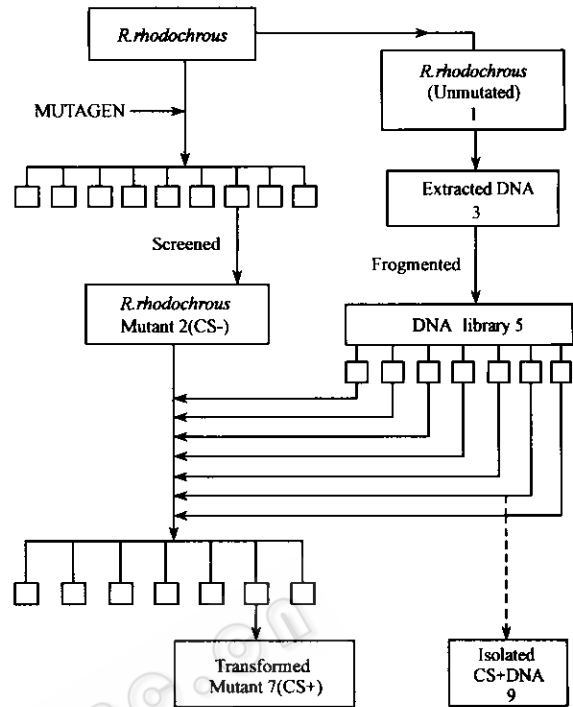 R.rhodochrous
R.rhodochrous
(Unmutated)
1
MUTAGEN
Extracted DNA
3
Screened
Frogmented
R.rhodochrous
Mutant 2(CS-)
DNA library 5
Transformed
Mutant 7(CS+)
Isolated
CS+DNA
9